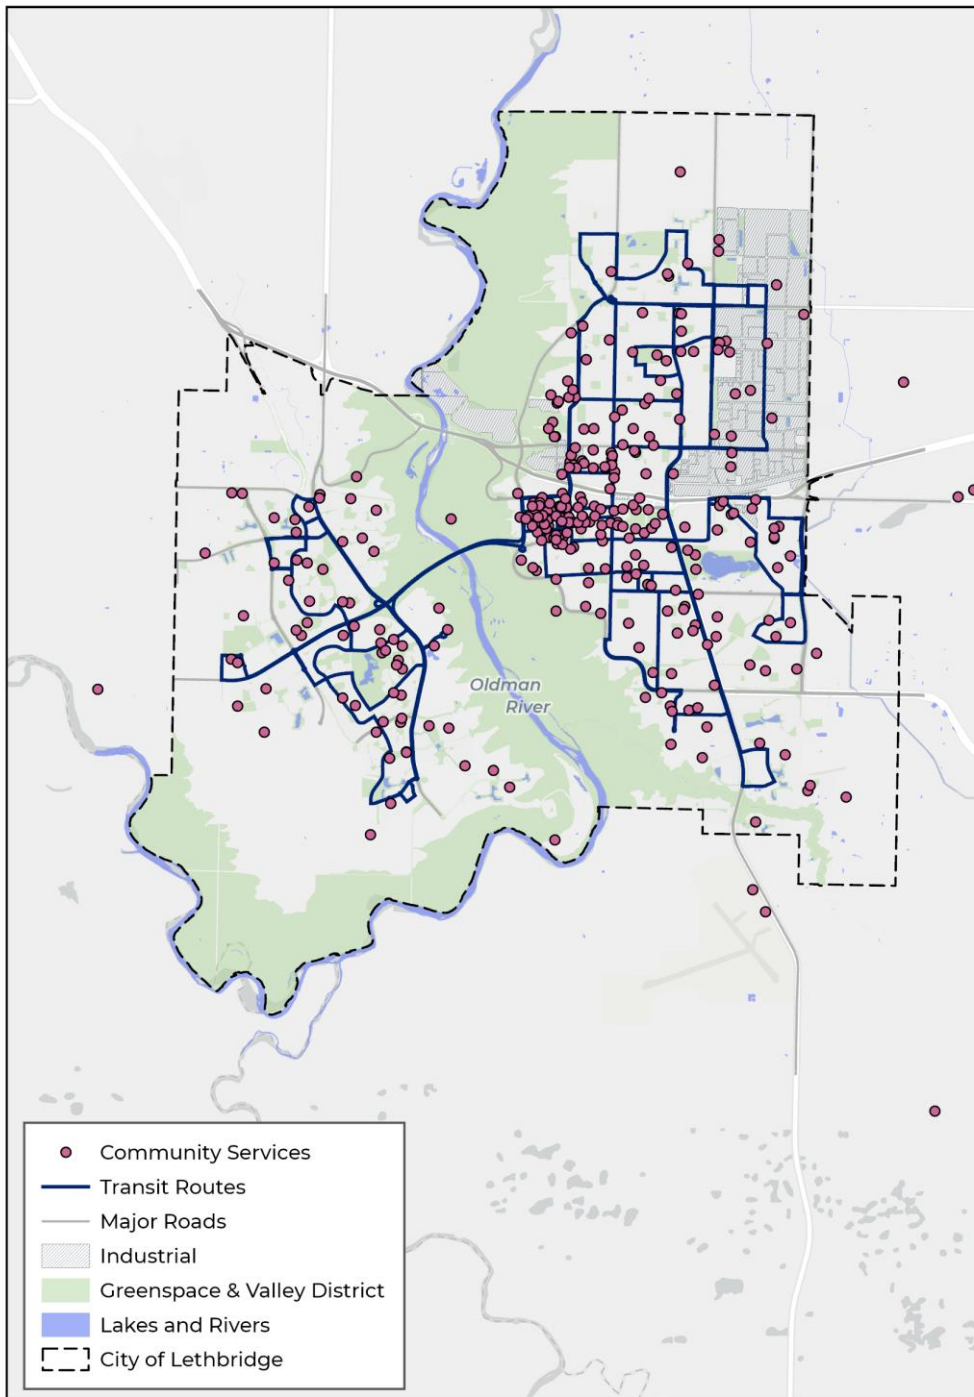 Oldman
River
Community Services
Transit Routes
Major Roads
Industrial
Greenspace & Valley District
Lakes and Rivers
City of Lethbridge